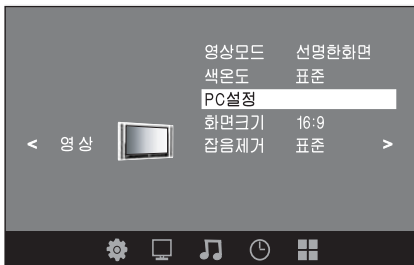 영상모드 선명한화면
색온도 표준
PC설정
화면크기 16:9
잡음제거 표준
< 영상 >